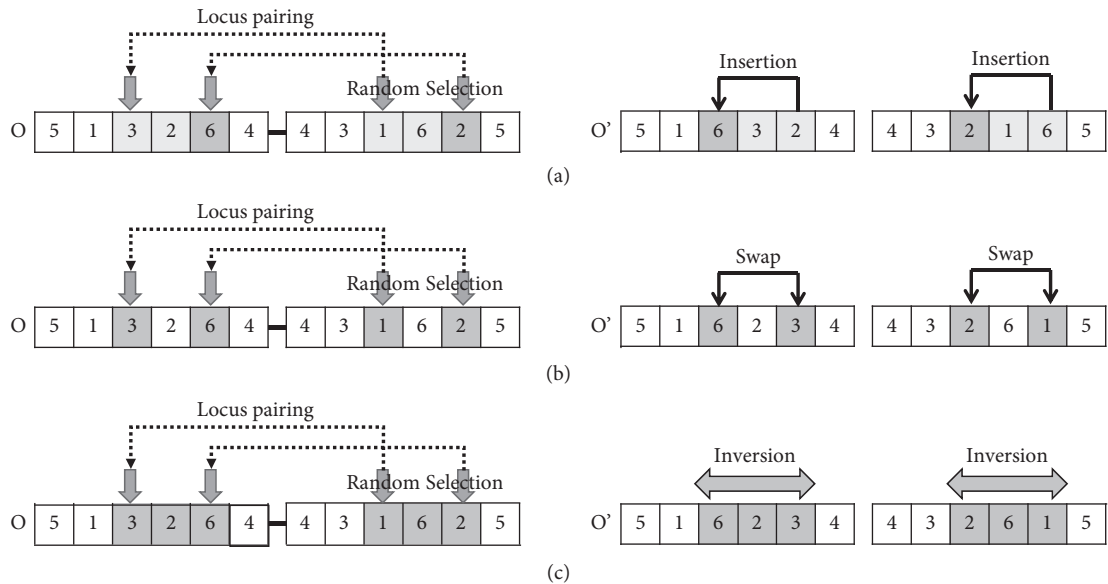 Locus pairing
Random Selection
Insertion Insertion
O 5 1 3 2 6 4 4 3 1 6 2 5 O' 5 1 6 3 2 4 4 3 2 1 6 5
(a)
Locus pairing
Random Selection
Swap Swap
O 5 1 3 2 6 4 4 3 1 6 2 5 O' 5 1 6 2 3 4 4 3 2 6 1 5
(b)
Locus pairing
Random Selection
Inversion Inversion
O 5 1 3 2 6 4 4 3 1 6 2 5 O' 5 1 6 2 3 4 4 3 2 6 1 5
(c)